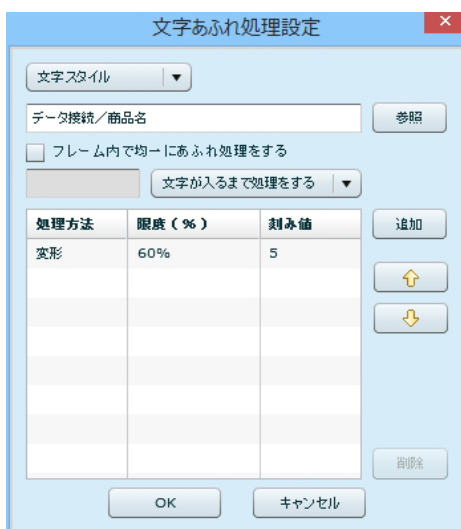 文字あふれ処理設定
文字スタイル
データ接続／商品名
参照
フレーム内で均一にあふれ処理をする
文字が入るまで処理をする
処理方法 限度(%) 刻み値
追加
変形 60% 5
削除
OK キャンセル